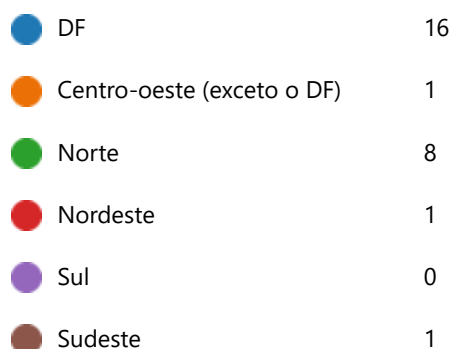 DF 16
Centro-oeste (exceto o DF) 1
Norte 8
Nordeste 1
Sul 0
Sudeste 1